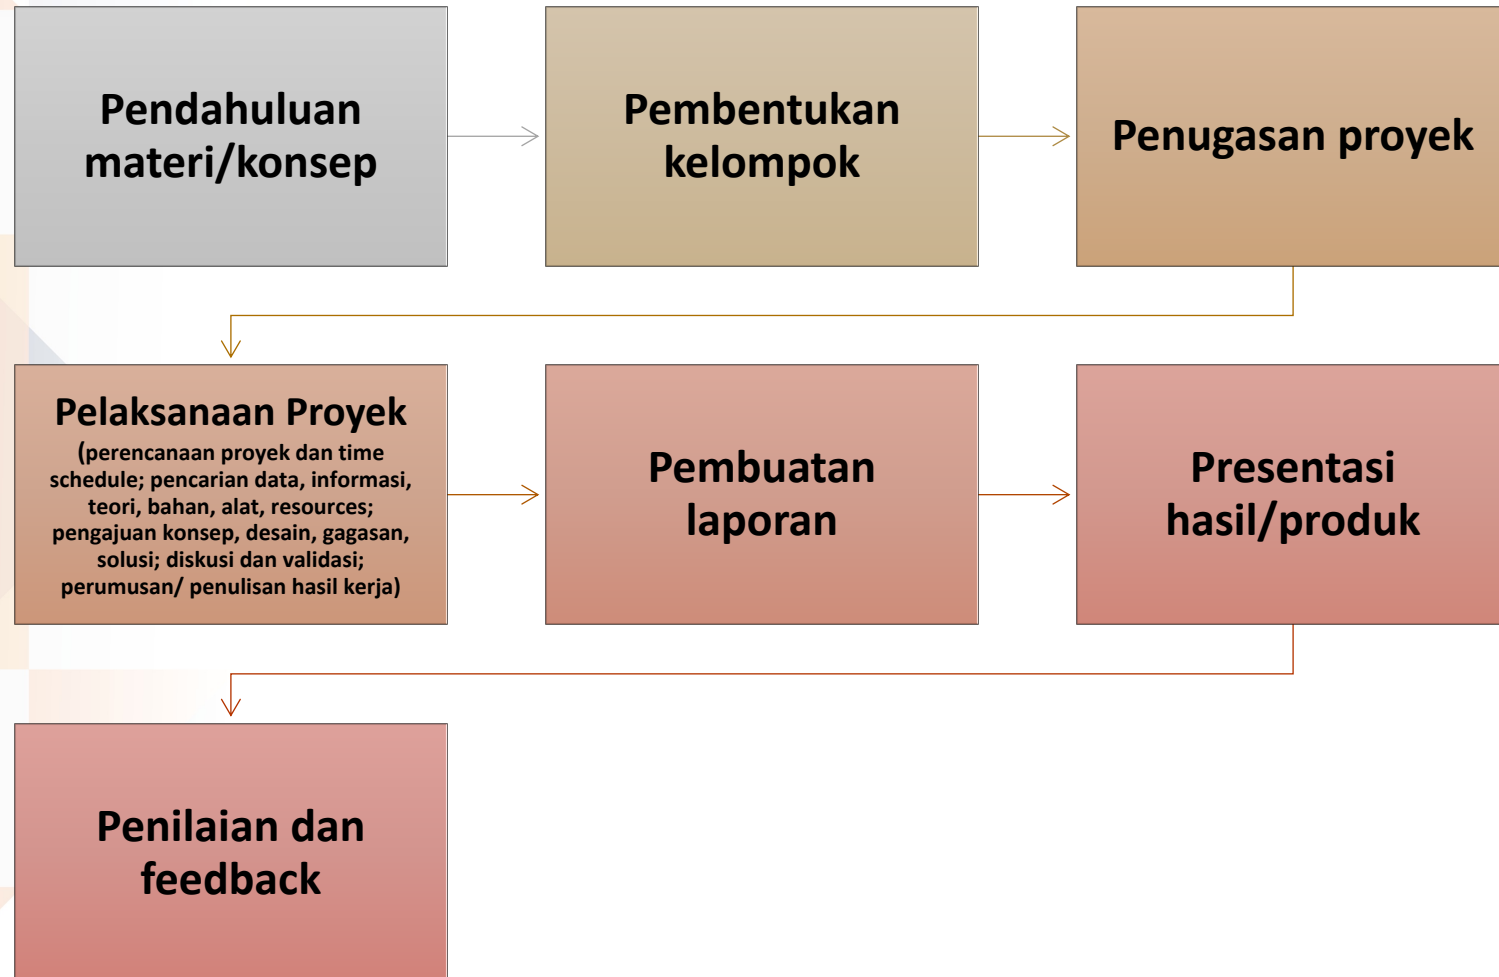 Pendahuluan
materi/konsep
Pembentukan
kelompok
Penugasan proyek
Pelaksanaan Proyek
(perencanaan proyek dan time
schedule; pencarian data, informasi,
teori, bahan, alat, resources;
pengajuan konsep, desain, gagasan,
solusi; diskusi dan validasi;
perumusan/ penulisan hasil kerja)
Pembuatan
laporan
Presentasi
hasil/produk
Penilaian dan
feedback